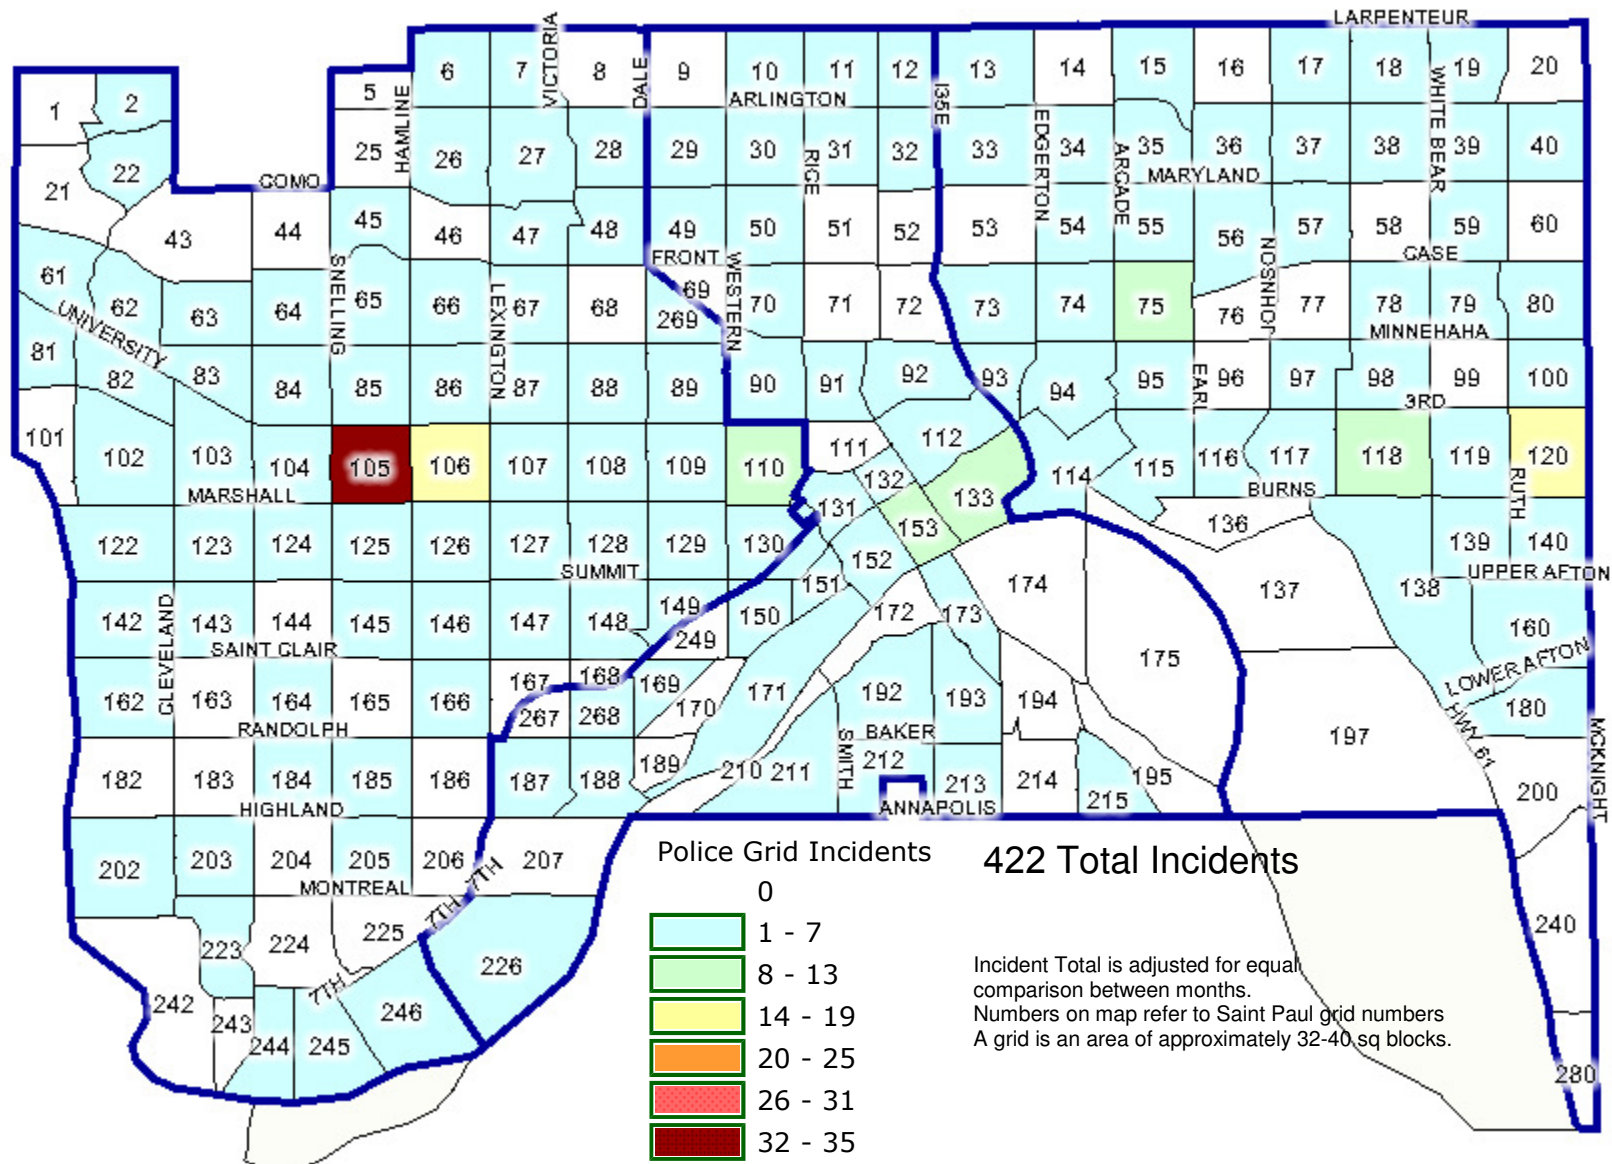 LARPENTEUR
VICTORIA
1 2 5 6 7 8 9 10 11 12 13 14 15 16 17 18 19 20
HAMLINE
DALE
ARLINGTON
I35E
WHITE BEAR
21 22 25 26 27 28 29 30 31 32 33 34 35 36 37 38 39 40
COMO
RICE
EDGERTON
ARCADE
MARYLAND
43 44 45 46 47 48 49 50 51 52 53 54 55 56 57 58 59 60
SNELLING
FRONT
WESTERN
JOHNSON
CASE
61 62 63 64 65 66 67 68 69 269 70 71 72 73 74 75 76 77 78 79 80
UNIVERSITY
LEXINGTON
MINNEHAHA
81 82 83 84 85 86 87 88 89 90 91 92 93 94 95 96 97 98 99 100
EARL
3RD
101 102 103 104 105 106 107 108 109 110 111 112 132 133 114 115 116 117 118 119 120
MARSHALL
BURNS
RUTH
122 123 124 125 126 127 128 129 130 131 152 153 136 137 138 139 140
SUMMIT
UPPER AFTON
CLEVELAND
142 143 144 145 146 147 148 149 249 150 151 172 173 174 175 160
SAINT CLAIR
LOWER AFTON
162 163 164 165 166 167 168 267 268 169 170 171 192 193 194 197 180
RANDOLPH
SMITH
BAKER
HWY 61
MCKNIGHT
182 183 184 185 186 187 188 189 210 211 212 213 214 215 195 200
HIGHLAND
ANNAPOLIS
202 203 204 205 206 207
MONTREAL
7TH 7TH
223 224 225 226 240
7TH
242 243 244 245 246 280
Police Grid Incidents
0
1 - 7
8 - 13
14 - 19
20 - 25
26 - 31
32 - 35
422 Total Incidents
Incident Total is adjusted for equal
comparison between months.
Numbers on map refer to Saint Paul grid numbers
A grid is an area of approximately 32-40 sq blocks.